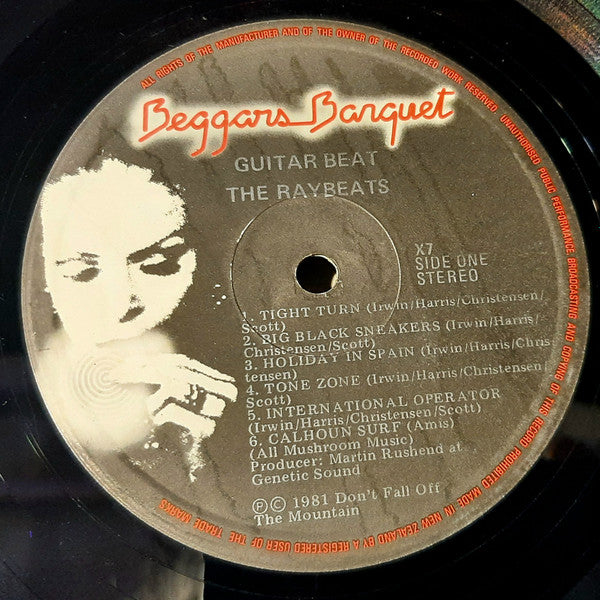 ALL RIGHTS OF THE MANUFACTURER AND OF THE OWNER OF THE RECORDED WORK RESERVED. UNAUTHORISED PUBLIC PERFORMANCE, BROADCASTING AND COPYING OF THIS RECORD PROHIBITED MADE IN NEW ZEALAND BY A REGISTERED USER OF THE TRADE MARKS
Beggars Banquet
GUITAR BEAT
THE RAYBEATS
X7
SIDE ONE
STEREO
1. TIGHT TURN (Irwin/Harris/Christensen/
Scott)
2. BIG BLACK SNEAKERS (Irwin/Harris/
Christensen/Scott)
3. HOLIDAY IN SPAIN (Irwin/Harris/Chris
tensen)
4. TONE ZONE (Irwin/Harris/Christensen/
Scott)
5. INTERNATIONAL OPERATOR
(Irwin/Harris/Christensen/Scott)
6. CALHOUN SURF (Amis)
(All Mushroom Music)
Producer: Martin Rushend at
Genetic Sound
Ⓟ © 1981 Don't Fall Off
The Mountain